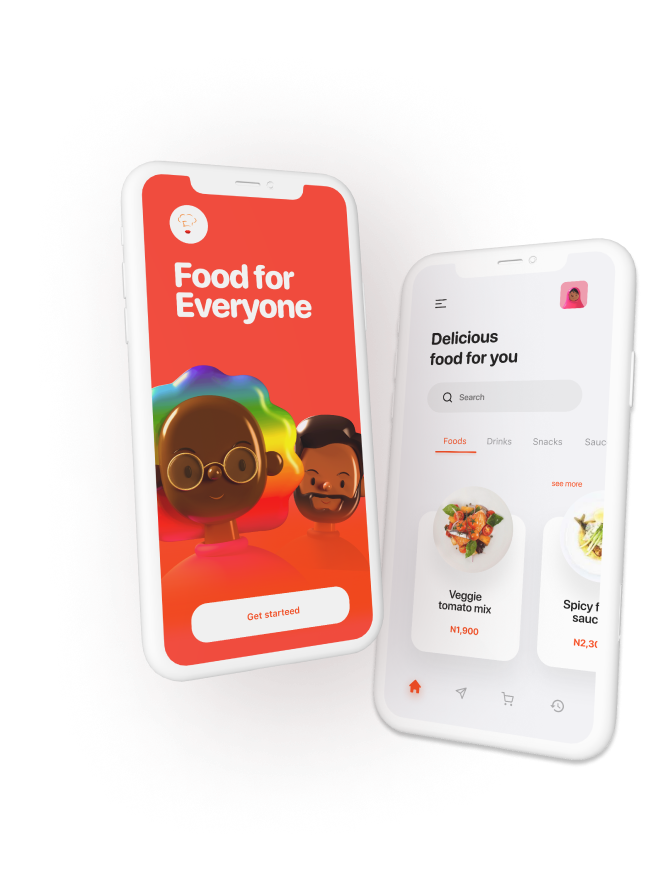 Food for
Everyone
Get starteed
Delicious
food for you
Search
Foods Drinks Snacks Sauc
see more
Veggie
tomato mix
N1,900
Spicy f
sauc
N2,30